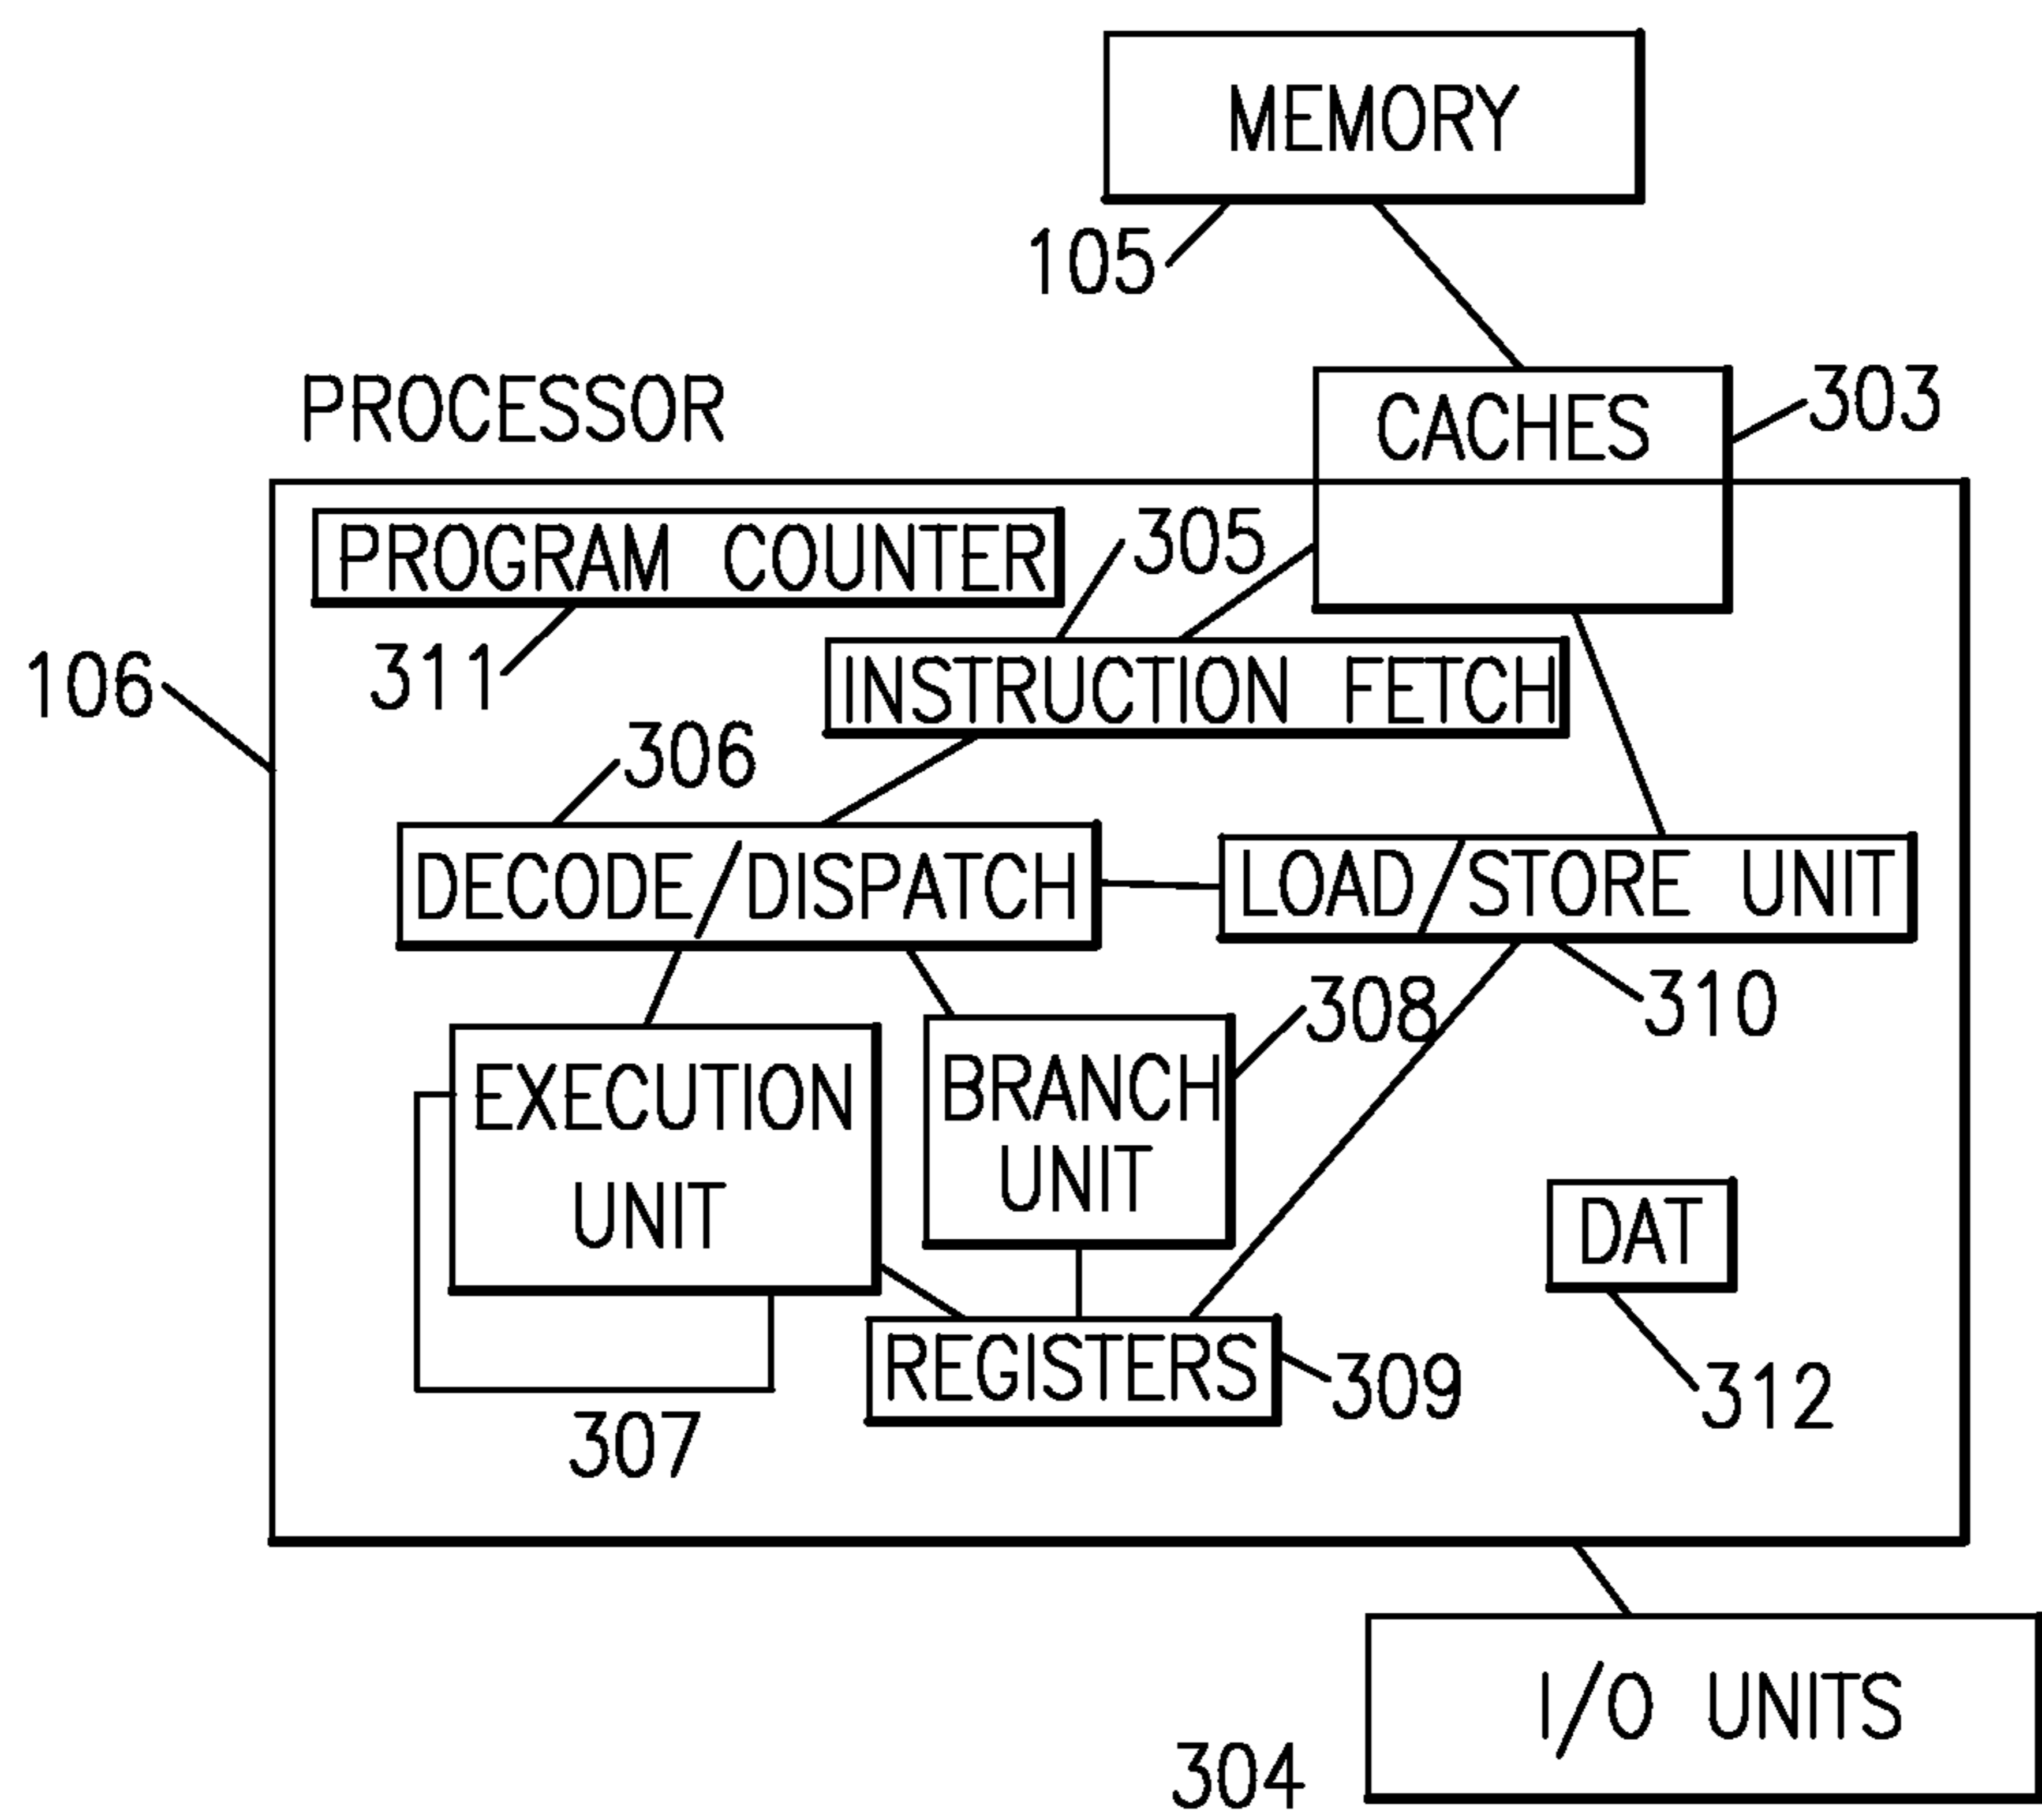 MEMORY
105
PROCESSOR
CACHES
303
PROGRAM COUNTER
305
311
INSTRUCTION FETCH
106
306
DECODE/DISPATCH
LOAD/STORE UNIT
308
310
EXECUTION
UNIT
BRANCH
UNIT
DAT
REGISTERS
309
312
307
I/O UNITS
304